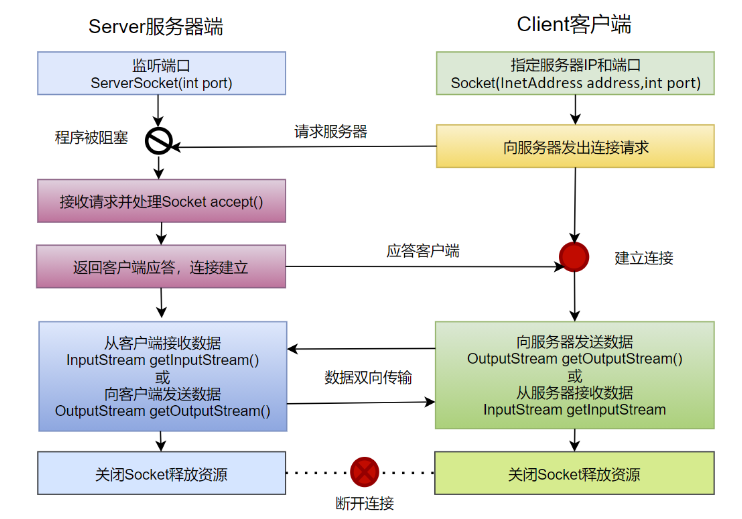 Server服务器端
Client客户端
监听端口
ServerSocket(int port)
指定服务器IP和端口
Socket(InetAddress address,int port)
程序被阻塞
请求服务器
向服务器发出连接请求
接收请求并处理Socket accept()
返回客户端应答，连接建立
应答客户端
建立连接
从客户端接收数据
InputStream getInputStream()
或
向客户端发送数据
OutputStream getOutputStream()
数据双向传输
向服务器发送数据
OutputStream getOutputStream()
或
从服务器接收数据
InputStream getInputStream
关闭Socket释放资源
断开连接
关闭Socket释放资源